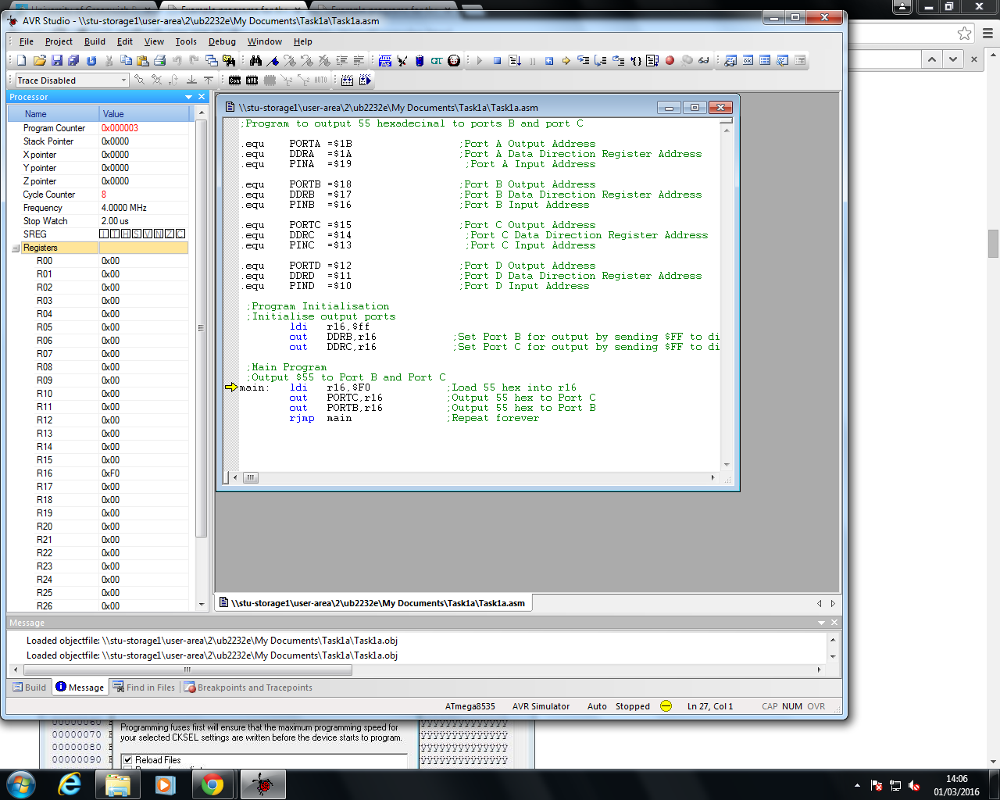 AVR Studio - \\stu-storage1\user-area\2\ub2232e\My Documents\Task1a\Task1a.asm
File Project Build Edit View Tools Debug Window Help
Trace Disabled
AUTO
Processor
Name Value
Program Counter 0x000003
Stack Pointer 0x0000
X pointer 0x0000
Y pointer 0x0000
Z pointer 0x0000
Cycle Counter 8
Frequency 4.0000 MHz
Stop Watch 2.00 us
SREG I T H S V N Z C
Registers
R00 0x00
R01 0x00
R02 0x00
R03 0x00
R04 0x00
R05 0x00
R06 0x00
R07 0x00
R08 0x00
R09 0x00
R10 0x00
R11 0x00
R12 0x00
R13 0x00
R14 0x00
R15 0x00
R16 0xF0
R17 0x00
R18 0x00
R19 0x00
R20 0x00
R21 0x00
R22 0x00
R23 0x00
R24 0x00
R25 0x00
R26 0x00
\\stu-storage1\user-area\2\ub2232e\My Documents\Task1a\Task1a.asm
;Program to output 55 hexadecimal to ports B and port C
.equ PORTA =$1B ;Port A Output Address
.equ DDRA =$1A ;Port A Data Direction Register Address
.equ PINA =$19 ;Port A Input Address
.equ PORTB =$18 ;Port B Output Address
.equ DDRB =$17 ;Port B Data Direction Register Address
.equ PINB =$16 ;Port B Input Address
.equ PORTC =$15 ;Port C Output Address
.equ DDRC =$14 ;Port C Data Direction Register Address
.equ PINC =$13 ;Port C Input Address
.equ PORTD =$12 ;Port D Output Address
.equ DDRD =$11 ;Port D Data Direction Register Address
.equ PIND =$10 ;Port D Input Address
;Program Initialisation
;Initialise output ports
ldi r16,$ff
out DDRB,r16 ;Set Port B for output by sending $FF to di
out DDRC,r16 ;Set Port C for output by sending $FF to di
;Main Program
;Output $55 to Port B and Port C
main: ldi r16,$F0 ;Load 55 hex into r16
out PORTC,r16 ;Output 55 hex to Port C
out PORTB,r16 ;Output 55 hex to Port B
rjmp main ;Repeat forever
\\stu-storage1\user-area\2\ub2232e\My Documents\Task1a\Task1a.asm
Message
Loaded objectfile: \\stu-storage1\user-area\2\ub2232e\My Documents\Task1a\Task1a.obj
Loaded objectfile: \\stu-storage1\user-area\2\ub2232e\My Documents\Task1a\Task1a.obj
Build Message Find in Files Breakpoints and Tracepoints
ATmega8535 AVR Simulator Auto Stopped Ln 27, Col 1 CAP NUM OVR
Programming fuses first will ensure that the maximum programming speed for
00000070
your selected CKSEL settings are written before the device starts to program.
00000080
00000090
Reload Files
14:06
01/03/2016